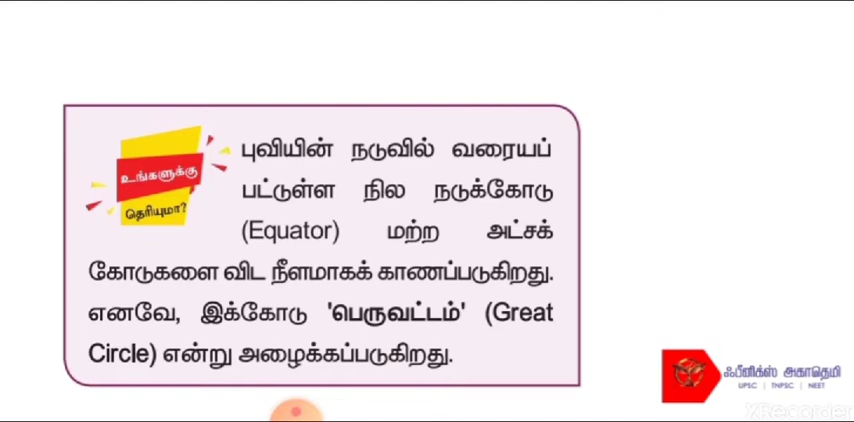 உங்களுக்கு
தெரியுமா?
புவியின் நடுவில் வரையப்
பட்டுள்ள நில நடுக்கோடு
(Equator) மற்ற அட்சக்
கோடுகளை விட நீளமாகக் காணப்படுகிறது.
எனவே, இக்கோடு 'பெருவட்டம்' (Great
Circle) என்று அழைக்கப்படுகிறது.
ஃபீனிக்ஸ் அகாதெமி
UPSC | TNPSC | NEET
XRecorder